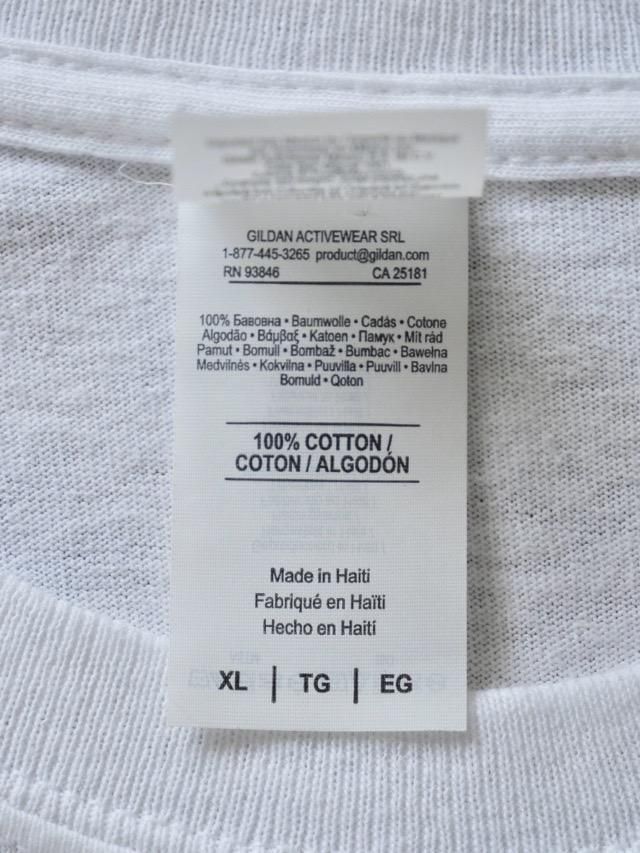 GILDAN ACTIVEWEAR SRL
1-877-445-3265 product@gildan.com
RN 93846 CA 25181
100% Бавовна • Baumwolle • Cadás • Cotone
Algodão • Βάμβαξ • Katoen • Памук • Mít rád
Pamut • Bomull • Bombaž • Bumbac • Bawełna
Medvilnės • Kokvilna • Puuvilla • Puuvill • Bavlna
Bomuld • Qoton
100% COTTON /
COTON / ALGODÓN
Made in Haiti
Fabriqué en Haïti
Hecho en Haití
XL | TG | EG